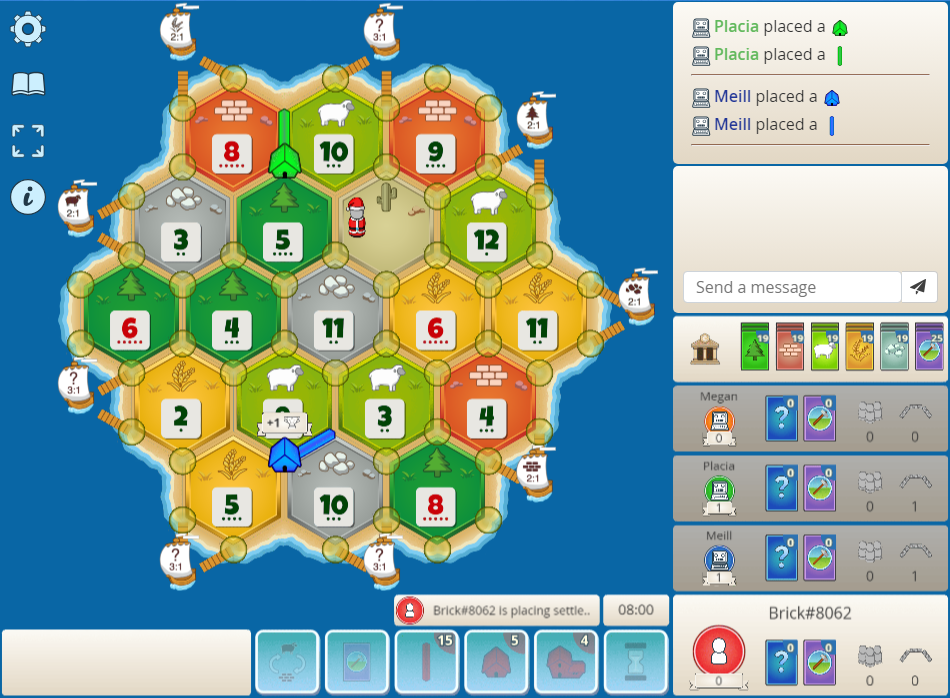 Placia placed a
Placia placed a
Meill placed a
Meill placed a
Send a message
19 19 19 19 19 25
Megan
0 0 0 0 0
Placia
1 0 0 0 1
Meill
1 0 0 0 1
Brick#8062
0 0 0 0 0
2:1
?
3:1
2:1
8 10 9
2:1
3 5 12
2:1
6 4 11 6 11
?
3:1
2 3 4
+1
5 10 8
2:1
?
3:1
?
3:1
Brick#8062 is placing settle..
08:00
15 5 4
i